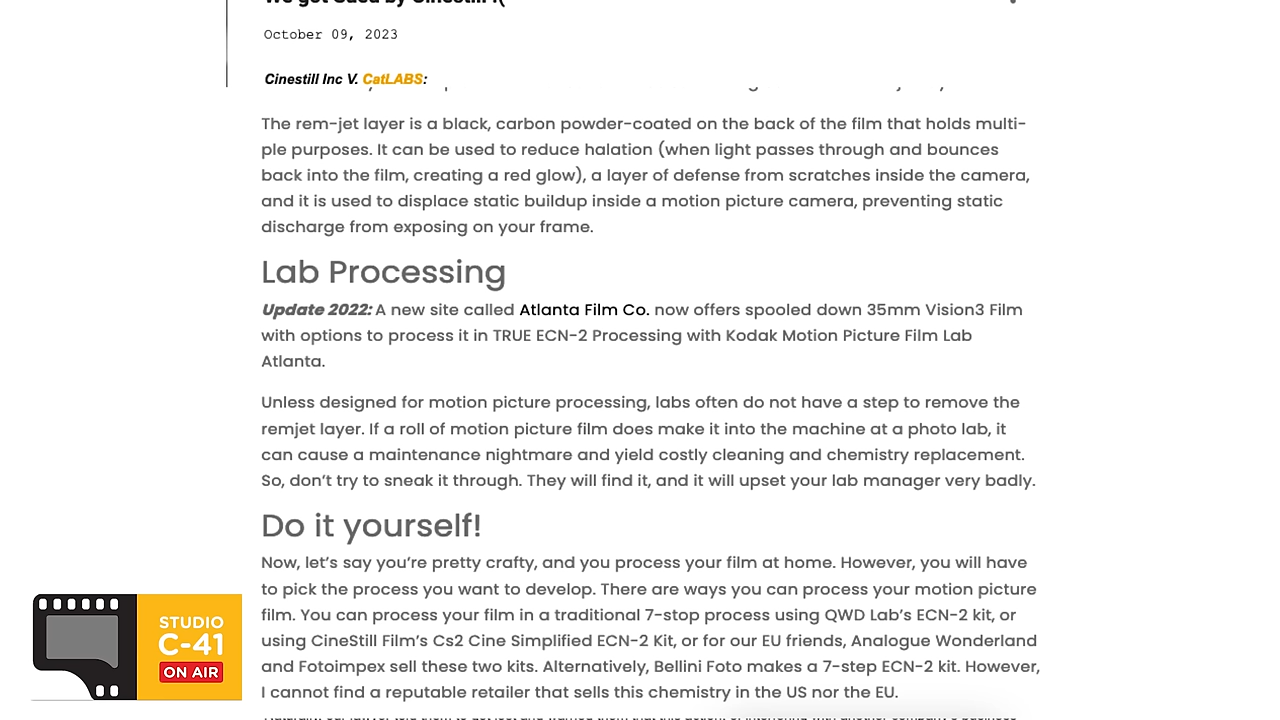 We got Sued by Cinestill :(
October 09, 2023
Cinestill Inc V. CatLABS:
The rem-jet layer is a black, carbon powder-coated on the back of the film that holds multi-
ple purposes. It can be used to reduce halation (when light passes through and bounces
back into the film, creating a red glow), a layer of defense from scratches inside the camera,
and it is used to displace static buildup inside a motion picture camera, preventing static
discharge from exposing on your frame.
Lab Processing
Update 2022: A new site called Atlanta Film Co. now offers spooled down 35mm Vision3 Film
with options to process it in TRUE ECN-2 Processing with Kodak Motion Picture Film Lab
Atlanta.
Unless designed for motion picture processing, labs often do not have a step to remove the
remjet layer. If a roll of motion picture film does make it into the machine at a photo lab, it
can cause a maintenance nightmare and yield costly cleaning and chemistry replacement.
So, don't try to sneak it through. They will find it, and it will upset your lab manager very badly.
Do it yourself!
Now, let's say you're pretty crafty, and you process your film at home. However, you will have
to pick the process you want to develop. There are ways you can process your motion picture
film. You can process your film in a traditional 7-stop process using QWD Lab's ECN-2 kit, or
using CineStill Film's Cs2 Cine Simplified ECN-2 Kit, or for our EU friends, Analogue Wonderland
and Fotoimpex sell these two kits. Alternatively, Bellini Foto makes a 7-step ECN-2 kit. However,
I cannot find a reputable retailer that sells this chemistry in the US nor the EU.
STUDIO
C-41
ON AIR